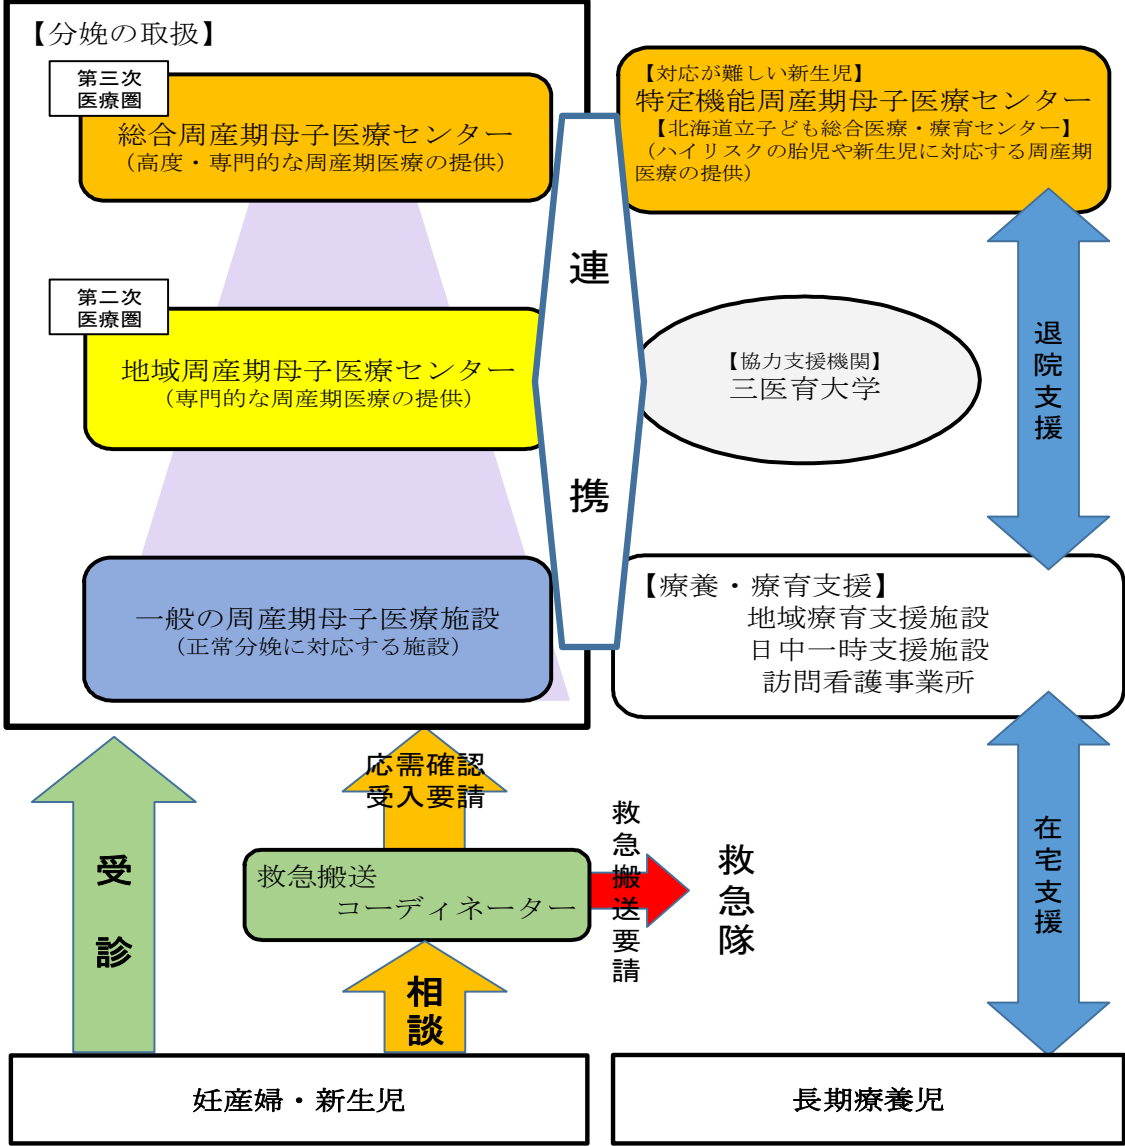 【分娩の取扱】
第三次
医療圏
総合周産期母子医療センター
（高度・専門的な周産期医療の提供）
第二次
医療圏
地域周産期母子医療センター
（専門的な周産期医療の提供）
一般の周産期母子医療施設
（正常分娩に対応する施設）
連携
【対応が難しい新生児】
特定機能周産期母子医療センター
【北海道立子ども総合医療・療育センター】
（ハイリスクの胎児や新生児に対応する周産期
医療の提供）
【協力支援機関】
三医育大学
退院支援
【療養・療育支援】
地域療育支援施設
日中一時支援施設
訪問看護事業所
在宅支援
受診
応需確認
受入要請
救急搬送
コーディネーター
救急搬送要請
救急隊
相談
妊産婦・新生児
長期療養児